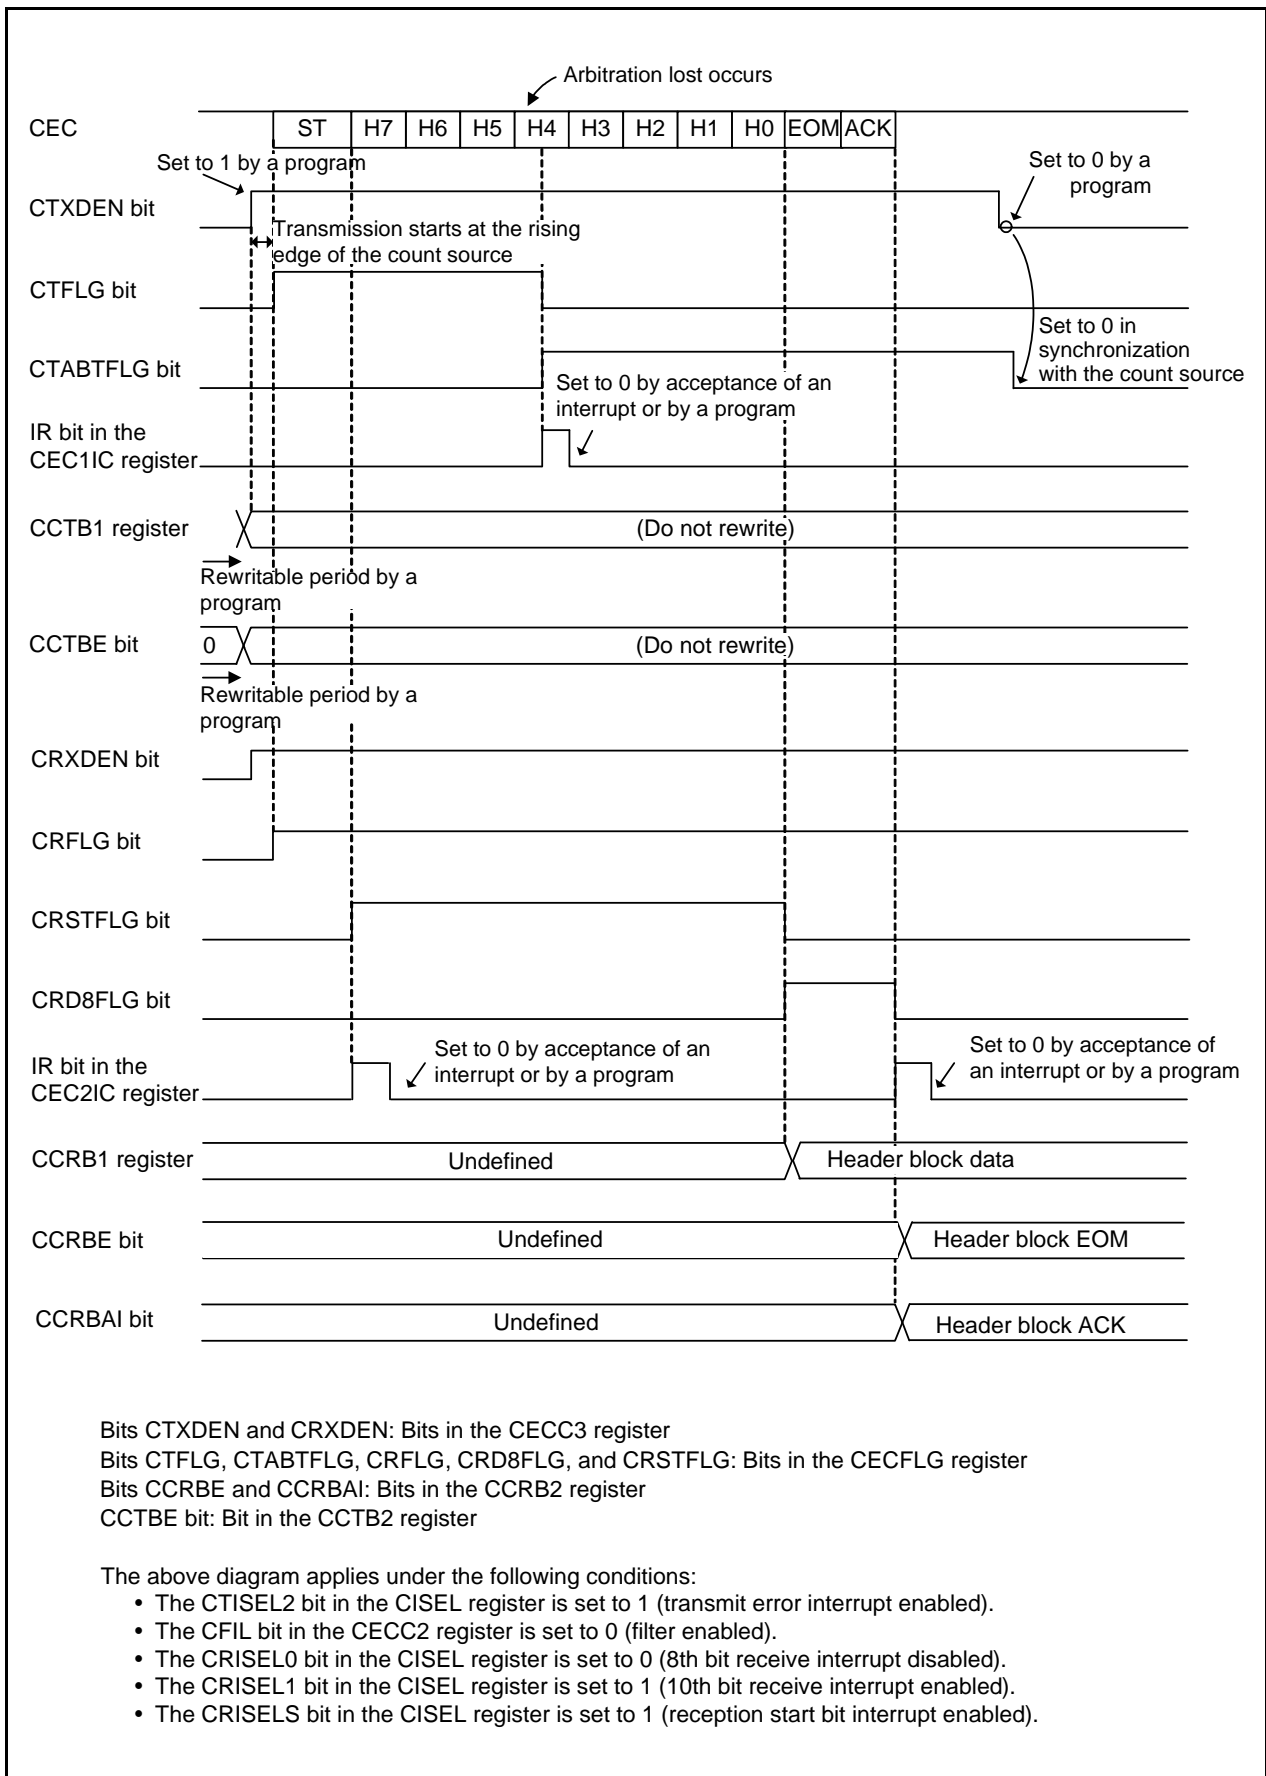 Arbitration lost occurs
CEC
ST H7 H6 H5 H4 H3 H2 H1 H0 EOM ACK
Set to 1 by a program
Set to 0 by a
program
CTXDEN bit
Transmission starts at the rising
edge of the count source
CTFLG bit
Set to 0 in
synchronization
with the count source
CTABTFLG bit
Set to 0 by acceptance of an
interrupt or by a program
IR bit in the
CEC1IC register
CCTB1 register
(Do not rewrite)
Rewritable period by a
program
CCTBE bit
0
(Do not rewrite)
Rewritable period by a
program
CRXDEN bit
CRFLG bit
CRSTFLG bit
CRD8FLG bit
IR bit in the
CEC2IC register
Set to 0 by acceptance of an
interrupt or by a program
Set to 0 by acceptance of
an interrupt or by a program
CCRB1 register
Undefined
Header block data
CCRBE bit
Undefined
Header block EOM
CCRBAI bit
Undefined
Header block ACK
Bits CTXDEN and CRXDEN: Bits in the CECC3 register
Bits CTFLG, CTABTFLG, CRFLG, CRD8FLG, and CRSTFLG: Bits in the CECFLG register
Bits CCRBE and CCRBAI: Bits in the CCRB2 register
CCTBE bit: Bit in the CCTB2 register
The above diagram applies under the following conditions:
• The CTISEL2 bit in the CISEL register is set to 1 (transmit error interrupt enabled).
• The CFIL bit in the CECC2 register is set to 0 (filter enabled).
• The CRISEL0 bit in the CISEL register is set to 0 (8th bit receive interrupt disabled).
• The CRISEL1 bit in the CISEL register is set to 1 (10th bit receive interrupt enabled).
• The CRISELS bit in the CISEL register is set to 1 (reception start bit interrupt enabled).